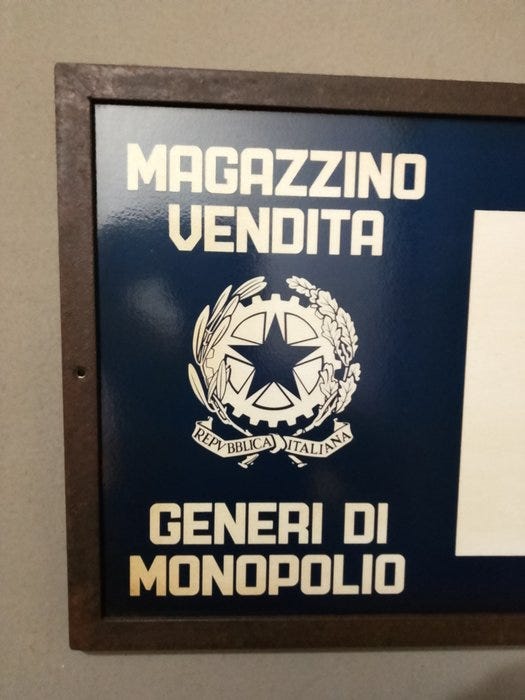 MAGAZZINO
VENDITA
REPVBBLICA ITALIANA
GENERI DI
MONOPOLIO